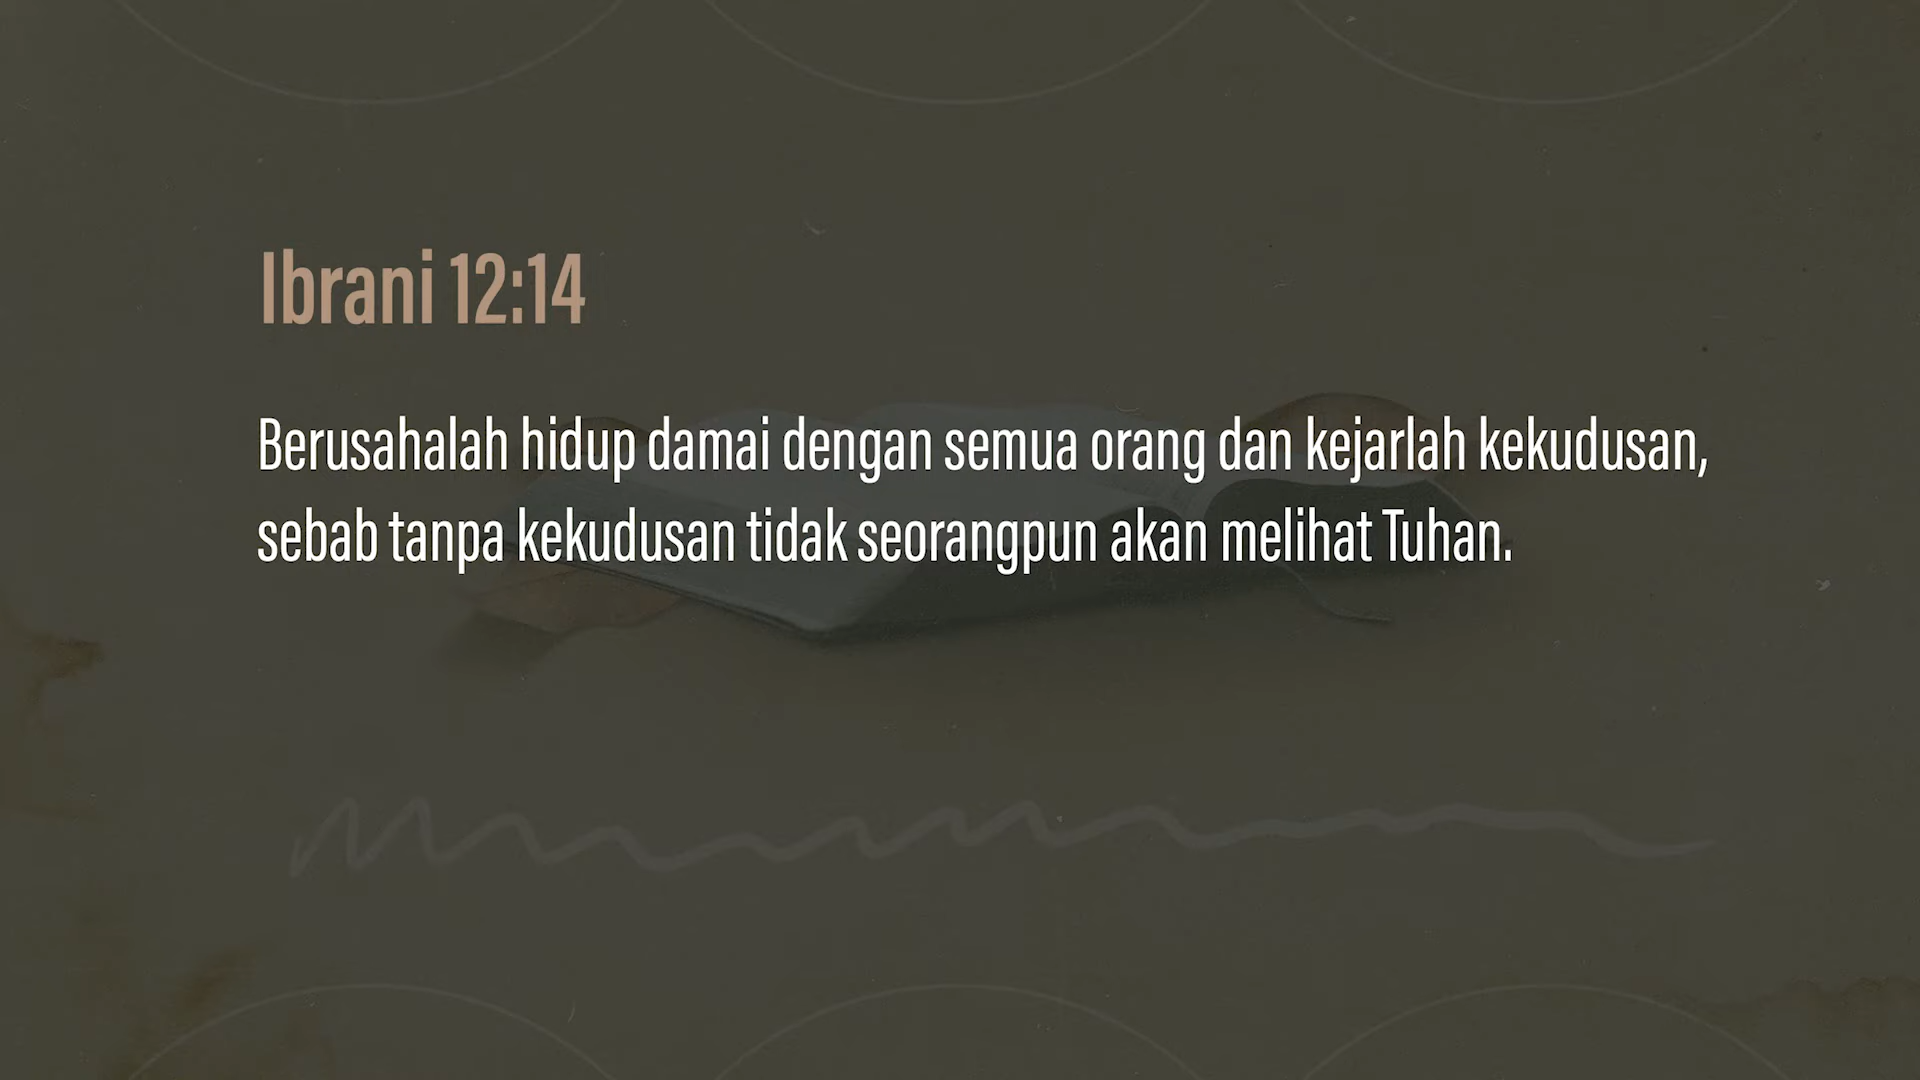 Ibrani 12:14
Berusahalah hidup damai dengan semua orang dan kejarlah kekudusan,
sebab tanpa kekudusan tidak seorangpun akan melihat Tuhan.